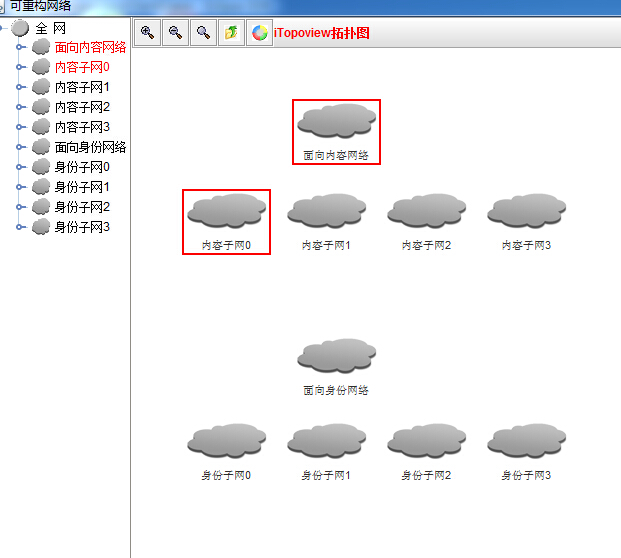 可重构网络
全 网
面向内容网络
内容子网0
内容子网1
内容子网2
内容子网3
面向身份网络
身份子网0
身份子网1
身份子网2
身份子网3
iTopoview拓扑图
面向内容网络
内容子网0 内容子网1 内容子网2 内容子网3
面向身份网络
身份子网0 身份子网1 身份子网2 身份子网3